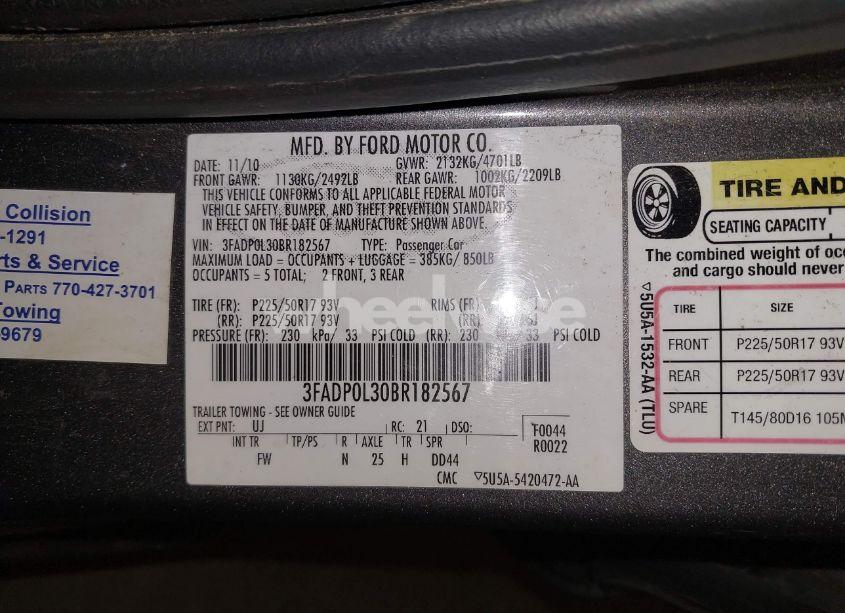 Collision
-1291
rts & Service
Parts 770-427-3701
Towing
-9679
MFD. BY FORD MOTOR CO.
DATE: 11/10 GVWR: 2132KG/4701LB
FRONT GAWR: 1130KG/2492LB REAR GAWR: 1002KG/2209LB
THIS VEHICLE CONFORMS TO ALL APPLICABLE FEDERAL MOTOR
VEHICLE SAFETY, BUMPER, AND THEFT PREVENTION STANDARDS
IN EFFECT ON THE DATE OF MANUFACTURE SHOWN ABOVE.
VIN: 3FADP0L30BR182567 TYPE: Passenger Car
MAXIMUM LOAD = OCCUPANTS + LUGGAGE = 385KG/ 850LB
OCCUPANTS = 5 TOTAL; 2 FRONT, 3 REAR
TIRE (FR): P225/50R17 93V RIMS (FR): J
(RR): P225/50R17 93V (RR): J
PRESSURE (FR): 230 kPa/ 33 PSI COLD (RR): 230 33 PSI COLD
3FADP0L30BR182567
TRAILER TOWING - SEE OWNER GUIDE
EXT PNT: UJ RC: 21 DSO: F0044
R0022
INT TR TP/PS R AXLE TR SPR
FW N 25 H DD44
CMC ▽5U5A-5420472-AA
TIRE AND
SEATING CAPACITY
The combined weight of occ
and cargo should never
▽5U5A-1532-AA (TLU)
TIRE SIZE
FRONT P225/50R17 93V
REAR P225/50R17 93V
SPARE T145/80D16 105M